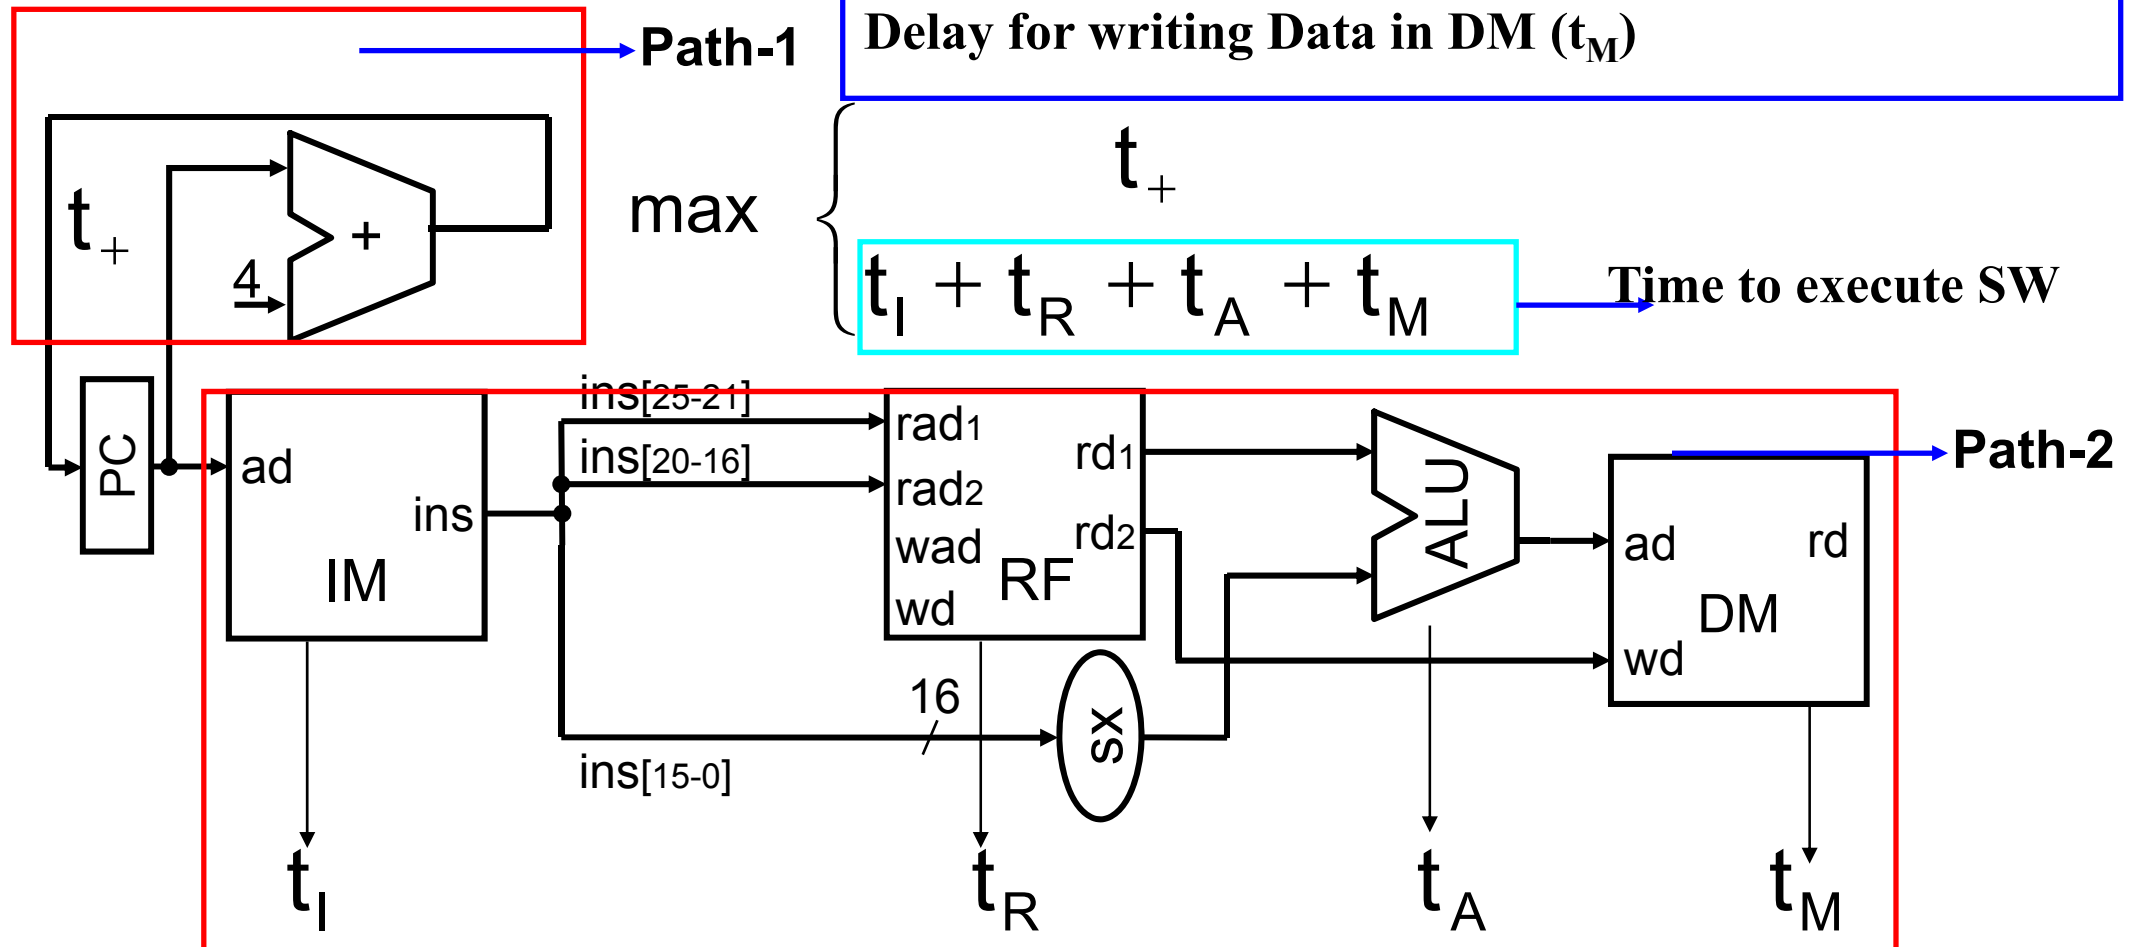 Delay for writing Data in DM (tM)
Path-1
t+
max
t+
4
+
tI + tR + tA + tM
Time to execute SW
PC
ad
ins
IM
ins[25-21]
ins[20-16]
ins[15-0]
16
rad1
rad2
wad
wd
rd1
rd2
RF
sx
ALU
ad
rd
DM
wd
Path-2
tI
tR
tA
tM